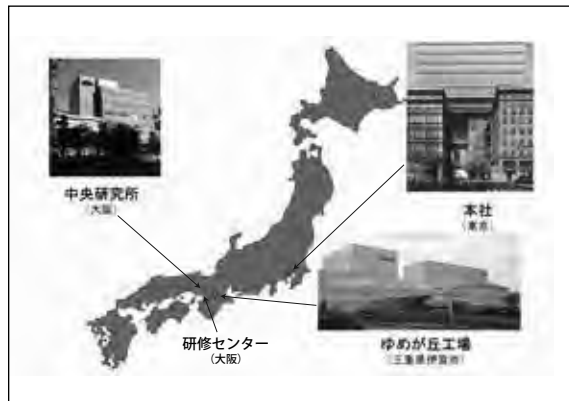 中央研究所
(大阪)
本社
(東京)
研修センター
(大阪)
ゆめが丘工場
(三重県伊賀市)